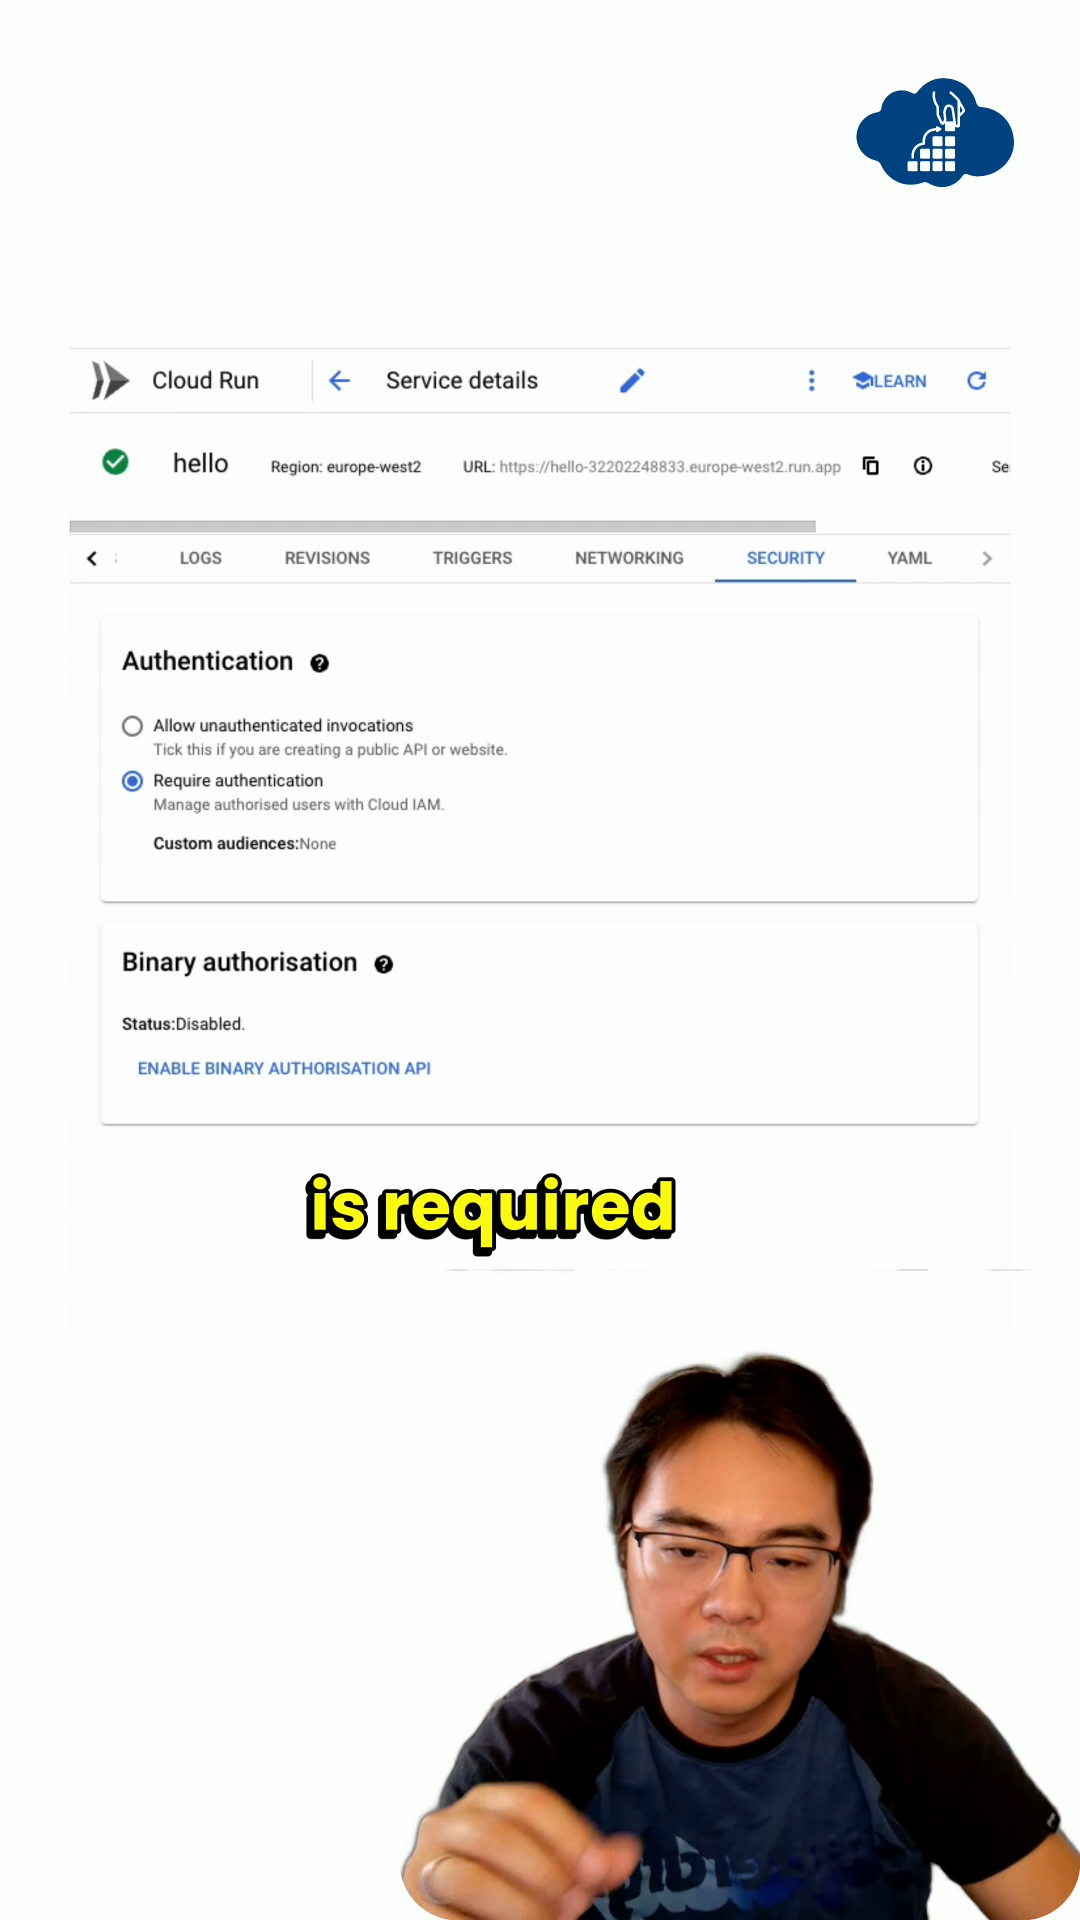 Cloud Run
Service details
LEARN
hello
Region: europe-west2
URL: https://hello-32202248833.europe-west2.run.app
Se
LOGS
REVISIONS
TRIGGERS
NETWORKING
SECURITY
YAML
Authentication
Allow unauthenticated invocations
Tick this if you are creating a public API or website.
Require authentication
Manage authorised users with Cloud IAM.
Custom audiences:None
Binary authorisation
Status:Disabled.
ENABLE BINARY AUTHORISATION API
is required